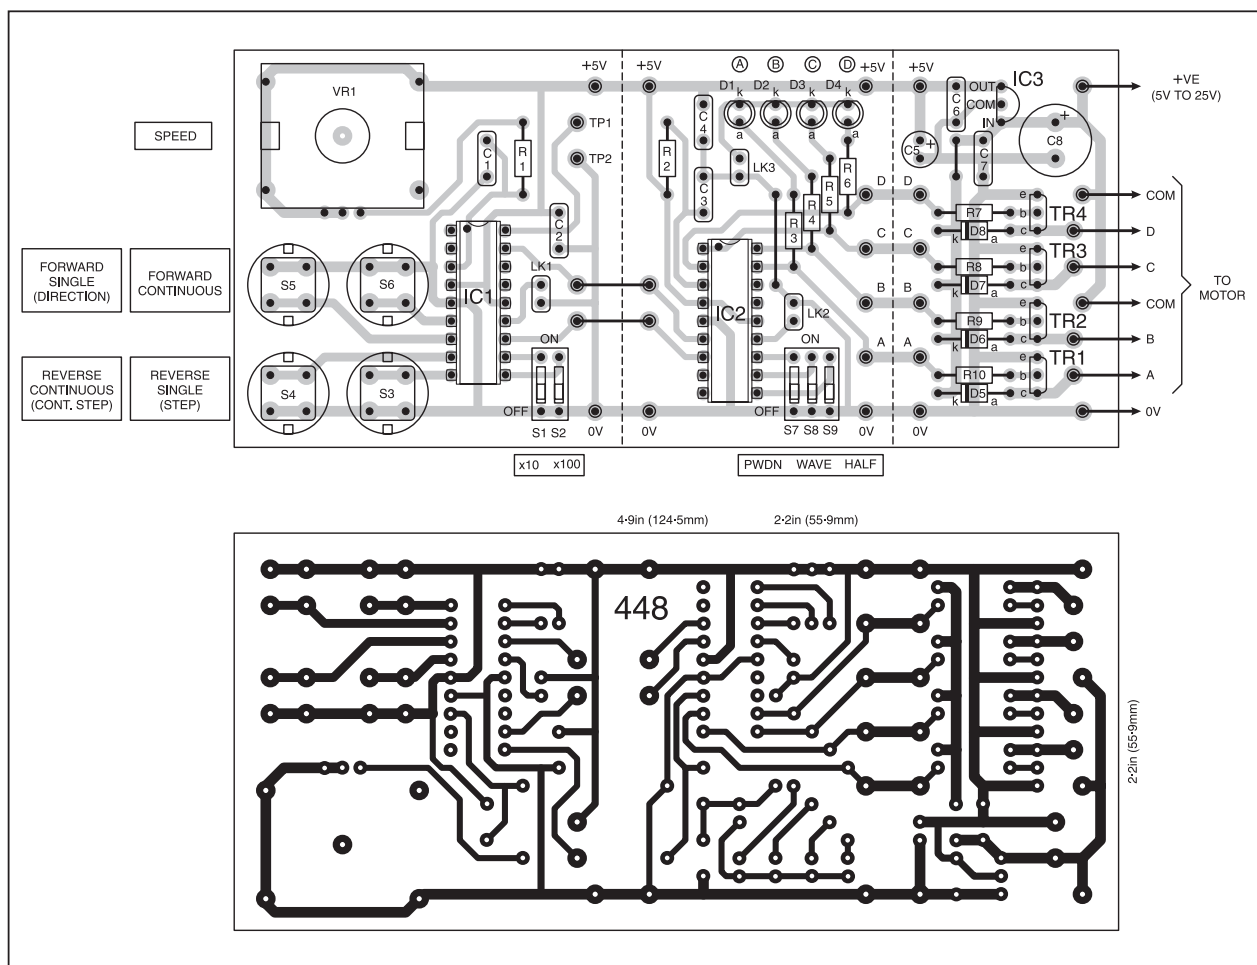 +5V
+5V
A
B
C
D
+5V
+5V
D1
D2
D3
D4
k
k
k
k
a
a
a
a
VR1
SPEED
C1
R1
TP1
TP2
C2
R2
C4
C3
LK3
R3
R4
R5
R6
C6
OUT
COM
IN
IC3
C5
+
C7
+
C8
+VE
(5V TO 25V)
D
D
C
C
B
B
A
A
R7
D8
k
a
e
b
c
TR4
R8
D7
k
a
e
b
c
TR3
R9
D6
k
a
e
b
c
TR2
R10
D5
k
a
e
b
c
TR1
COM
D
C
COM
B
A
0V
TO
MOTOR
FORWARD
SINGLE
(DIRECTION)
FORWARD
CONTINUOUS
S5
S6
IC1
LK1
IC2
LK2
REVERSE
CONTINUOUS
(CONT. STEP)
REVERSE
SINGLE
(STEP)
S4
S3
ON
OFF
S1 S2
0V
0V
ON
OFF
S7 S8 S9
0V
0V
x10 x100
PWDN WAVE HALF
4·9in (124·5mm)
2·2in (55·9mm)
448
2·2in (55·9mm)